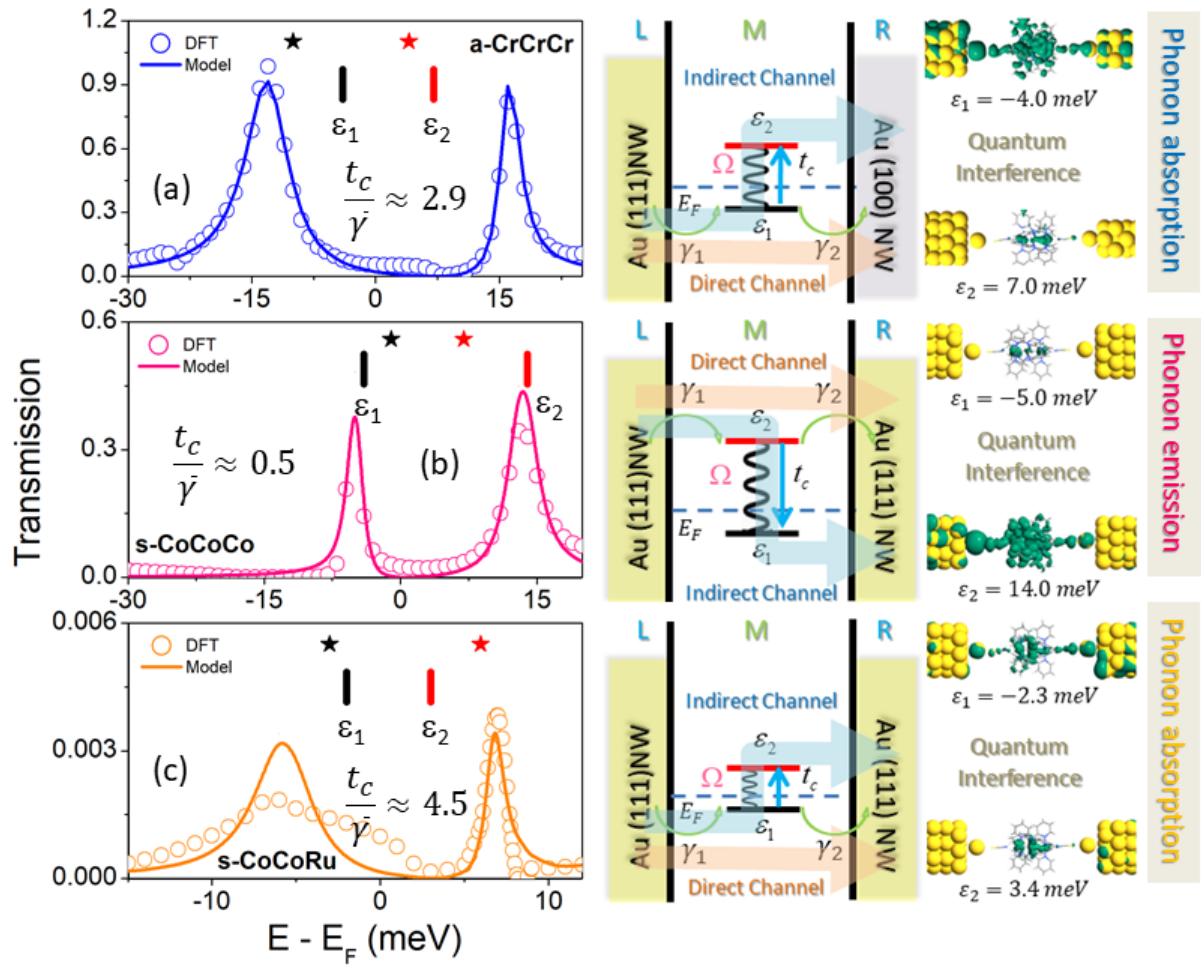 Transmission
1.2
0.9
0.6
0.3
0.0
DFT
Model
a-CrCrCr
ε1
ε2
(a)
tc/γ̄ ≈ 2.9
-30
-15
0
15
0.6
0.3
0.0
DFT
Model
ε1
ε2
tc/γ̄ ≈ 0.5
(b)
s-CoCoCo
-30
-15
0
15
0.006
0.003
0.000
DFT
Model
ε1
ε2
(c)
tc/γ̄ ≈ 4.5
s-CoCoRu
-10
0
10
E - EF (meV)
L
M
R
Au (111)NW
Indirect Channel
ε2
Ω
tc
EF
ε1
γ1
γ2
Direct Channel
Au (100) NW
ε1 = −4.0 meV
Quantum
Interference
ε2 = 7.0 meV
Phonon absorption
L
M
R
Au (111)NW
Direct Channel
γ1
γ2
ε2
Ω
tc
EF
ε1
Indirect Channel
Au (111) NW
ε1 = −5.0 meV
Quantum
Interference
ε2 = 14.0 meV
Phonon emission
L
M
R
Au (111)NW
Indirect Channel
ε2
Ω
tc
EF
ε1
γ1
γ2
Direct Channel
Au (111) NW
ε1 = −2.3 meV
Quantum
Interference
ε2 = 3.4 meV
Phonon absorption